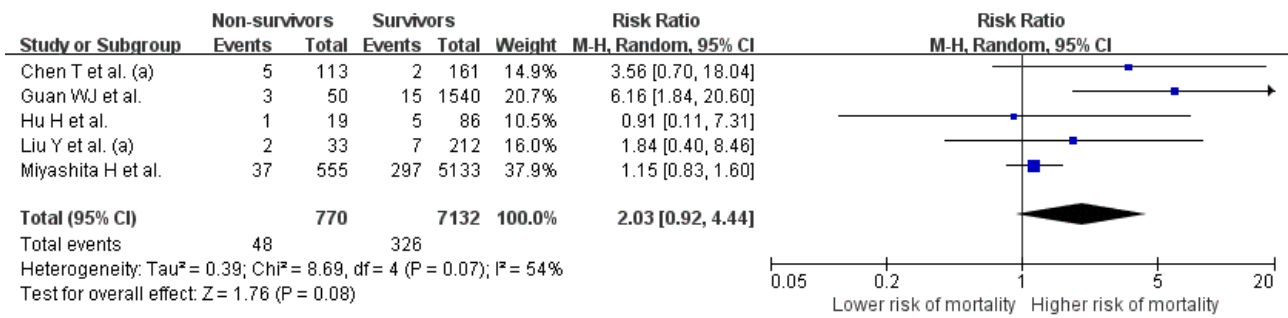 Non-survivors Survivors Risk Ratio Risk Ratio
Study or Subgroup Events Total Events Total Weight M-H, Random, 95% CI M-H, Random, 95% CI
Chen T et al. (a) 5 113 2 161 14.9% 3.56 [0.70, 18.04]
Guan WJ et al. 3 50 15 1540 20.7% 6.16 [1.84, 20.60]
Hu H et al. 1 19 5 86 10.5% 0.91 [0.11, 7.31]
Liu Y et al. (a) 2 33 7 212 16.0% 1.84 [0.40, 8.46]
Miyashita H et al. 37 555 297 5133 37.9% 1.15 [0.83, 1.60]
Total (95% CI) 770 7132 100.0% 2.03 [0.92, 4.44]
Total events 48 326
Heterogeneity: Tau² = 0.39; Chi² = 8.69, df = 4 (P = 0.07); I² = 54%
Test for overall effect: Z = 1.76 (P = 0.08)
0.05 0.2 1 5 20
Lower risk of mortality Higher risk of mortality